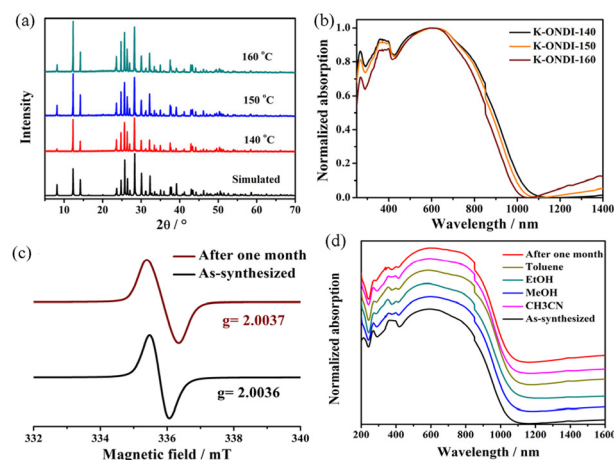 (a)
160 °C
150 °C
140 °C
Simulated
Intensity
5 10 20 30 40 50 60 70
2θ / °
(b)
K-ONDI-140
K-ONDI-150
K-ONDI-160
Normalized absorption
1.0
0.8
0.6
0.4
0.2
0.0
400 600 800 1000 1200 1400
Wavelength / nm
(c)
After one month
As-synthesized
g= 2.0037
g= 2.0036
332 334 336 338 340
Magnetic field / mT
(d)
After one month
Toluene
EtOH
MeOH
CH3CN
As-synthesized
Normalized absorption
200 400 600 800 1000 1200 1400 1600
Wavelength / nm